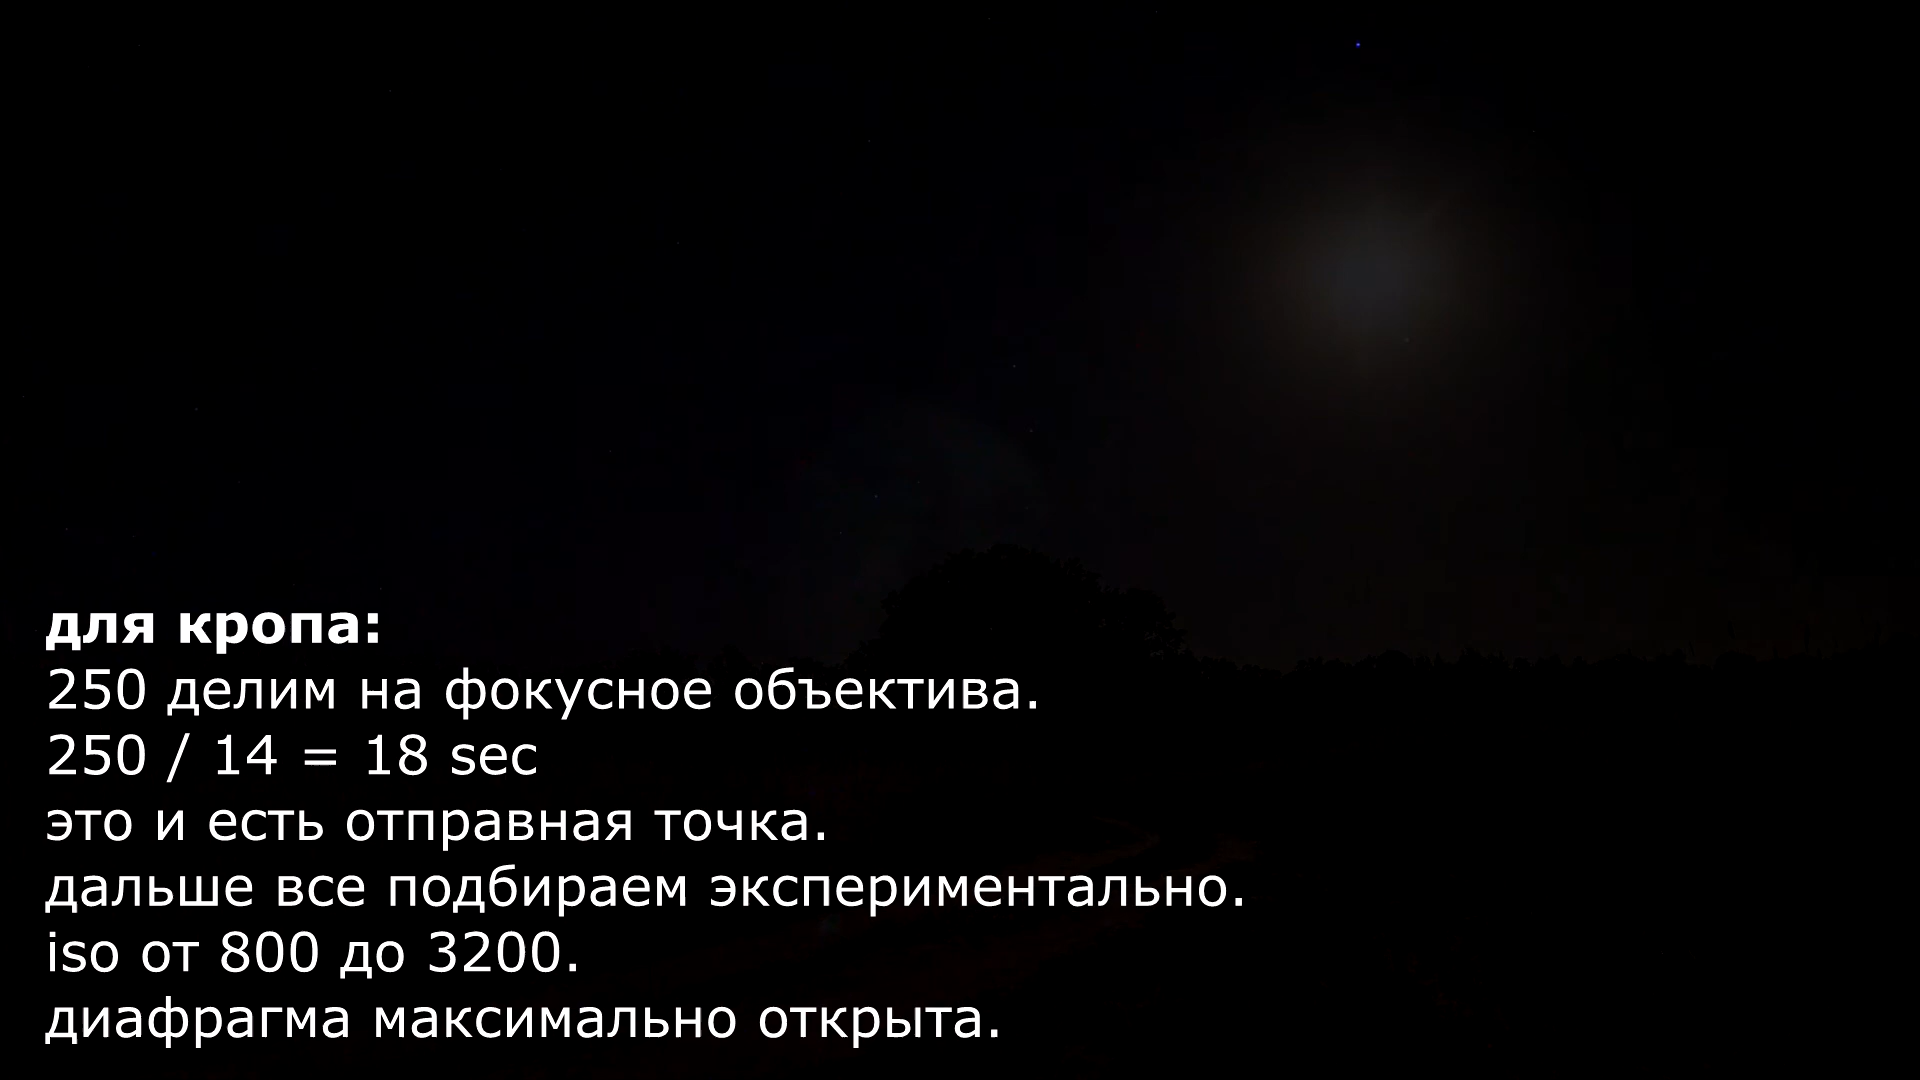 для кропа:
250 делим на фокусное объектива.
250 / 14 = 18 sec
это и есть отправная точка.
дальше все подбираем экспериментально.
iso от 800 до 3200.
диафрагма максимально открыта.